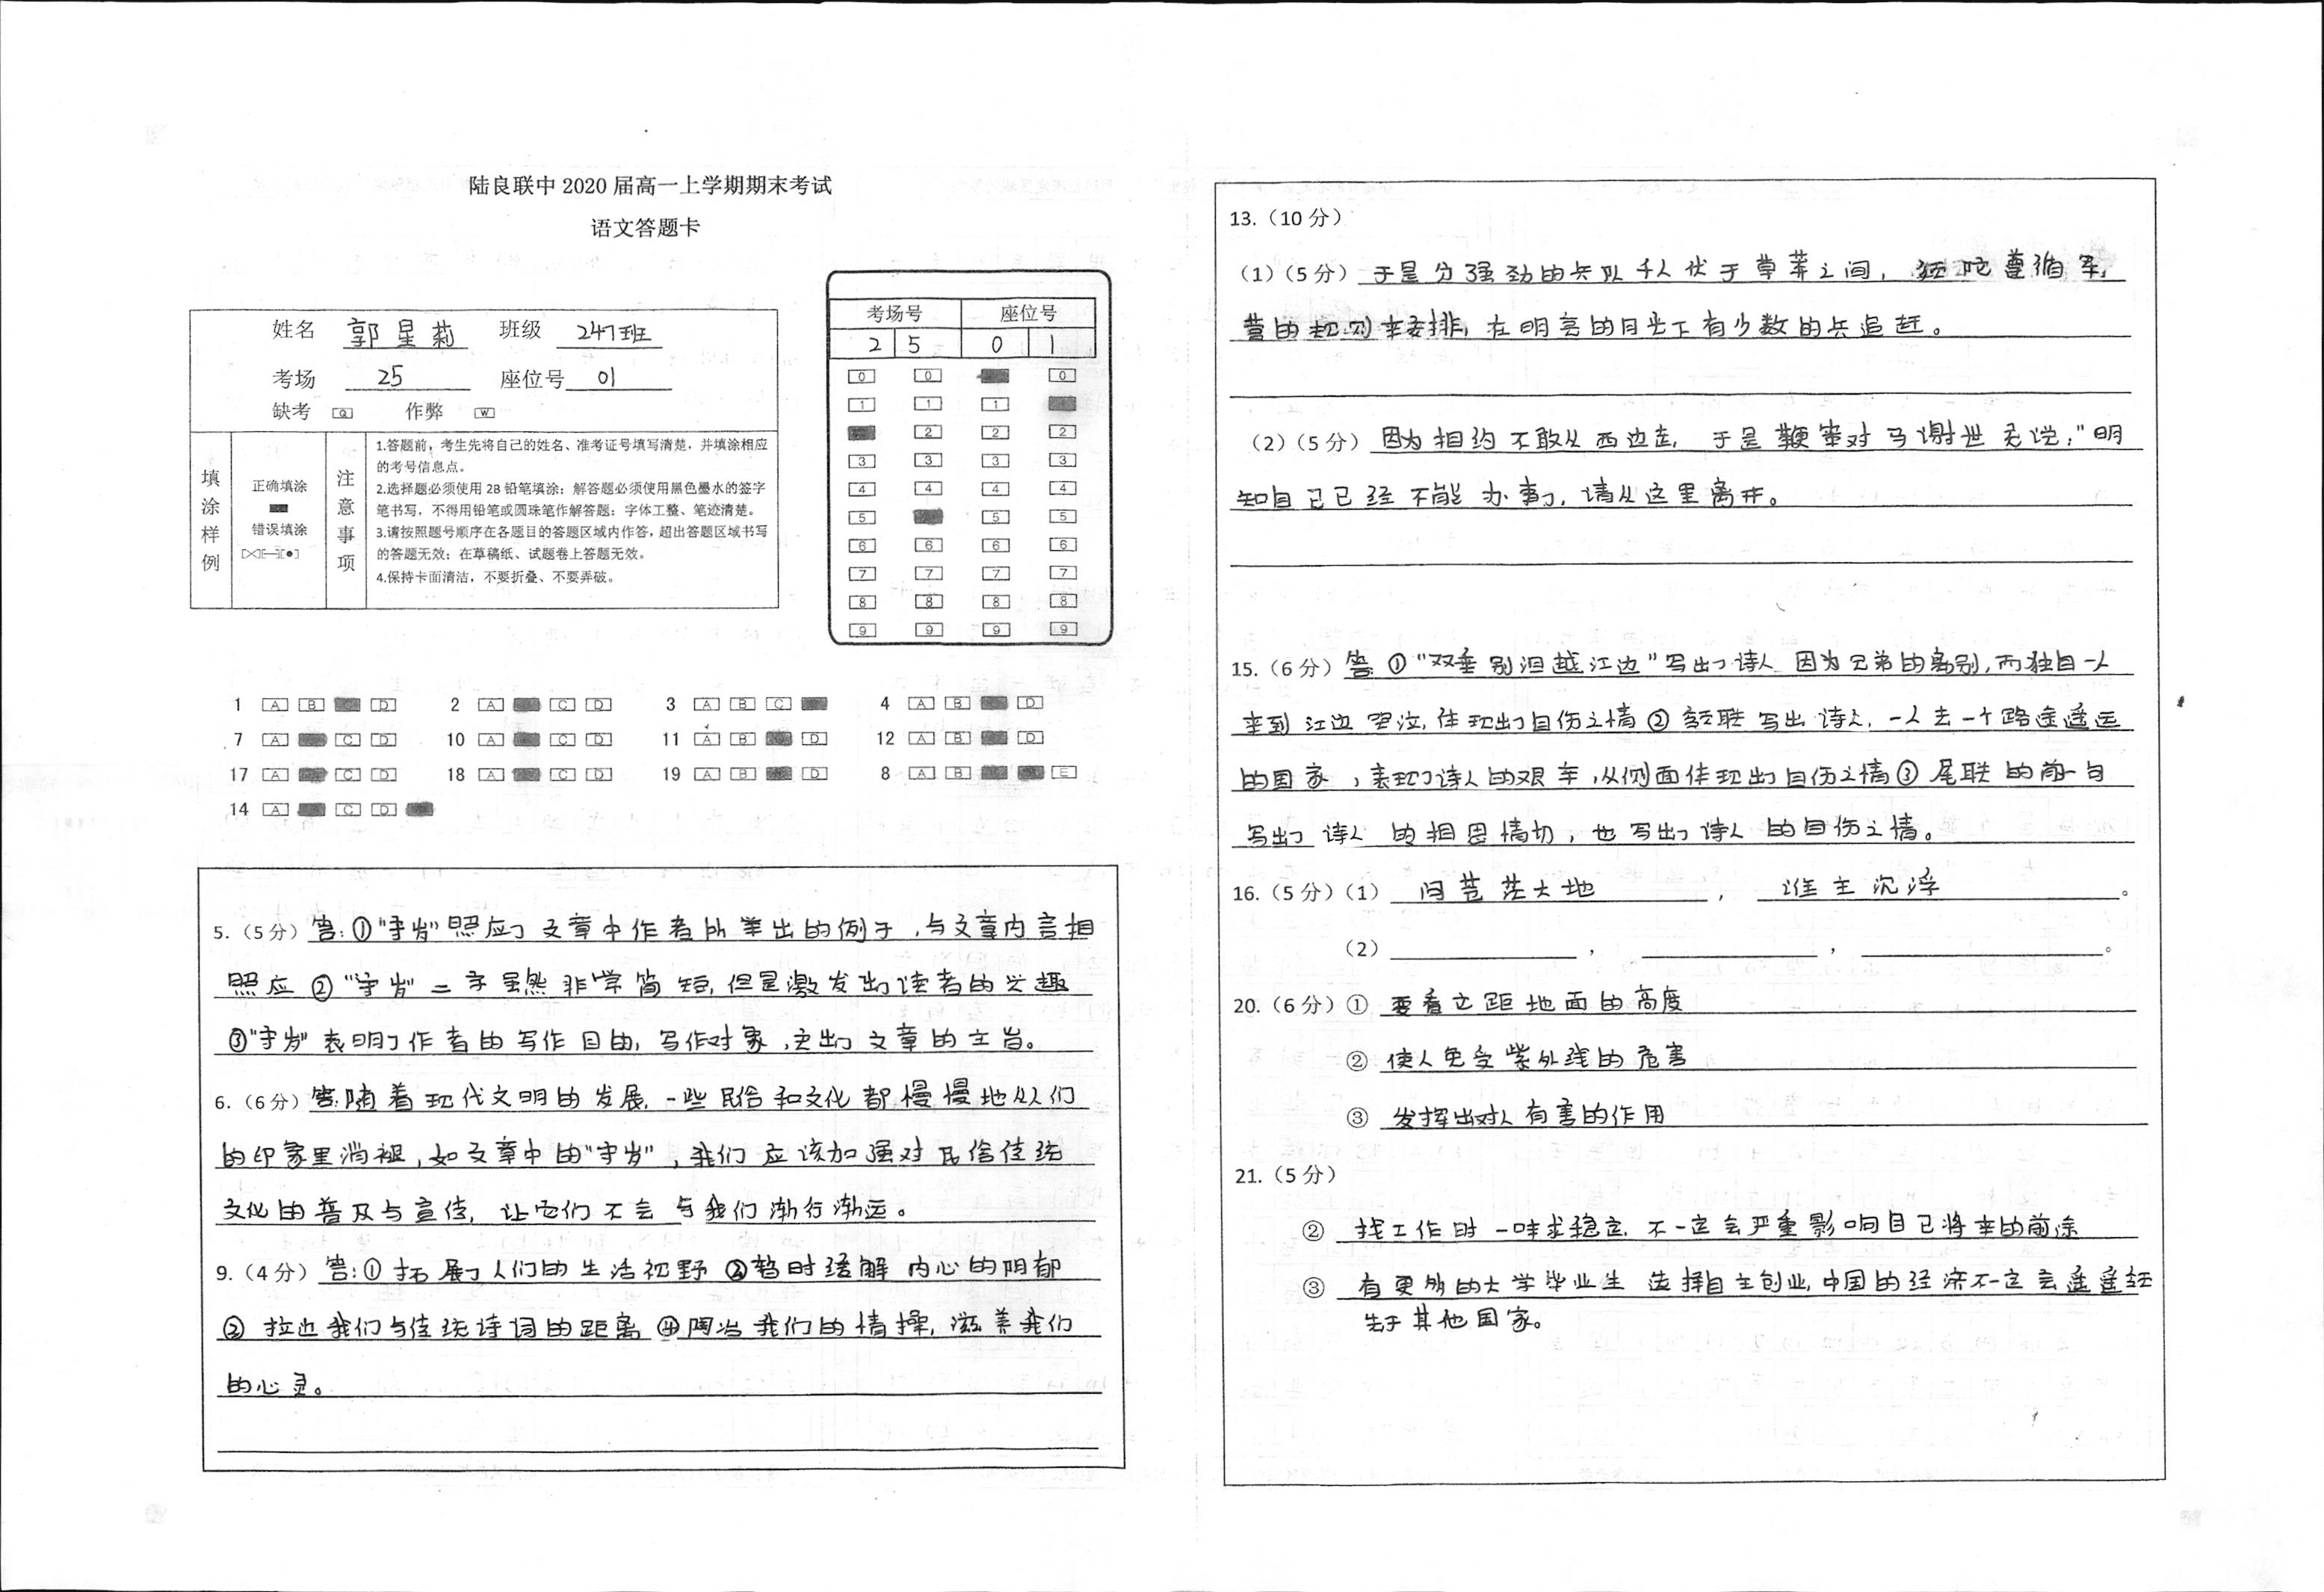 陆良联中 2020 届高一上学期期末考试
语文答题卡
姓名 郭星莉 班级 247班
考场 25 座位号 01
缺考 [Q] 作弊 [W]
填涂样例
正确填涂
错误填涂
注意事项
1.答题前，考生先将自己的姓名、准考证号填写清楚，并填涂相应
的考号信息点。
2.选择题必须使用 2B 铅笔填涂；解答题必须使用黑色墨水的签字
笔书写，不得用铅笔或圆珠笔作解答题；字体工整、笔迹清楚。
3.请按照题号顺序在各题目的答题区域内作答，超出答题区域书写
的答题无效；在草稿纸、试题卷上答题无效。
4.保持卡面清洁，不要折叠、不要弄破。
考场号 座位号
2 5 0 1
[0] [0] [0]
[1] [1] [1]
[2] [2] [2]
[3] [3] [3] [3]
[4] [4] [4] [4]
[5] [5] [5]
[6] [6] [6] [6]
[7] [7] [7] [7]
[8] [8] [8] [8]
[9] [9] [9] [9]
1 [A] [B] [D] 2 [A] [C] [D] 3 [A] [B] [C] 4 [A] [B] [D]
7 [A] [C] [D] 10 [A] [C] [D] 11 [A] [B] [D] 12 [A] [B] [D]
17 [A] [C] [D] 18 [A] [C] [D] 19 [A] [B] [D] 8 [A] [B] [E]
14 [A] [C] [D]
5.（5 分）答:①"守岁"照应了文章中作者所举出的例子,与文章内言相
照应 ②"守岁"二字虽然非常简短,但是激发出了读者的兴趣
③"守岁"表明了作者的写作目的,写作对象,突出了文章的主旨。
6.（6 分）答:随着现代文明的发展,一些民俗和文化都慢慢地从人们
的印象里消褪,如文章中的"守岁",我们应该加强对民俗传统
文化的普及与宣传,让它们不会与我们渐行渐远。
9.（4 分）答:①拓展了人们的生活视野 ②暂时缓解内心的阴郁
③拉近我们与传统诗词的距离 ④陶冶我们的情操,滋养我们
的心灵。
13.（10 分）
（1）（5 分）于是分强劲的兵队千人伏于草莽之间，遵循军
营的规则来安排，在明亮的月光下有少数的兵追赶。
（2）（5 分）因为相约不敢从西边走,于是鞭策对马谢世灵说:"明
知自己已经不能办事了,请从这里离开。
15.（6 分）答 ①"双垂别泪越江边"写出了诗人因为兄弟的离别,而独自一人
来到江边哭泣,体现出了自伤之情 ② 颔联写出诗人,一人去一个路途遥远
的国家,表现了诗人的艰辛,从侧面体现出了自伤之情 ③ 尾联的前一句
写出了诗人的相思情切,也写出了诗人的自伤之情。
16.（5 分）（1）问苍茫大地，谁主沉浮。
（2） ， ， 。
20.（6 分）① 要看它距地面的高度
② 使人免受紫外线的危害
③ 发挥出对人有害的作用
21.（5 分）
② 找工作时一味求稳定,不一定会严重影响自己将来的前途
③ 有更多的大学毕业生选择自主创业,中国的经济不一定会遥遥领
先于其他国家。